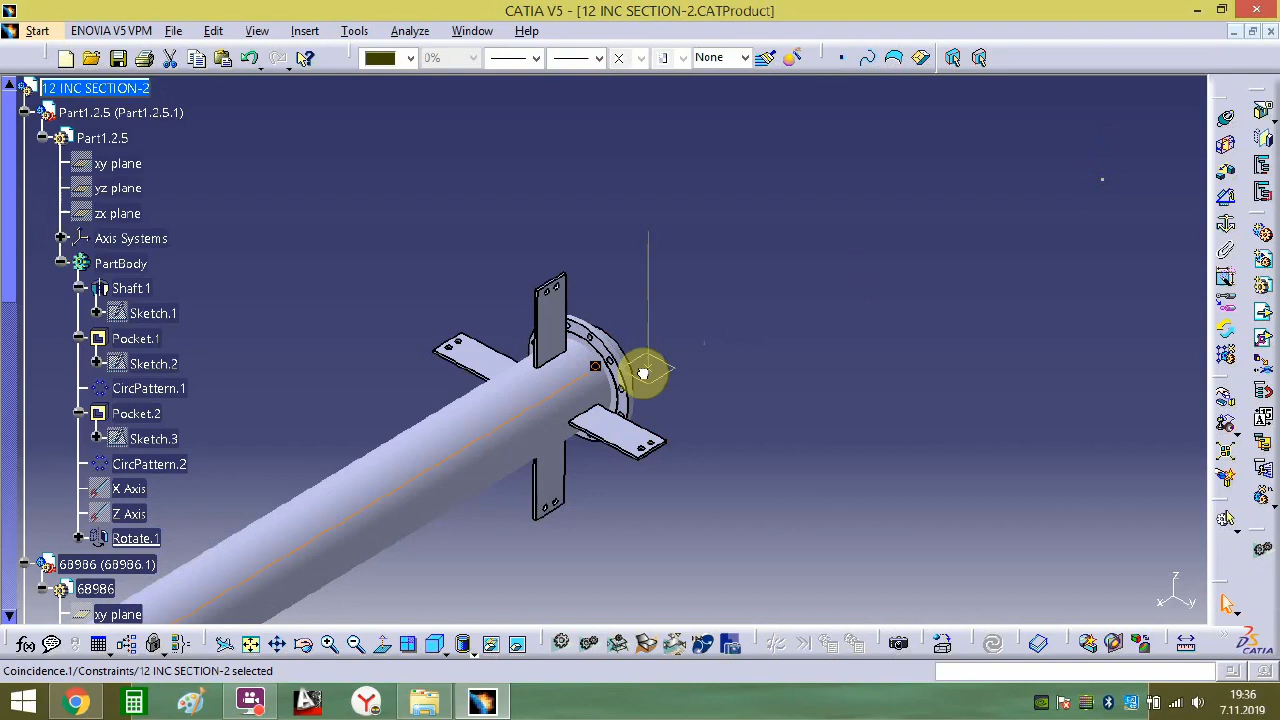 CATIA V5 - [12 INC SECTION-2.CATProduct]
Start
ENOVIA V5 VPM
File
Edit
View
Insert
Tools
Analyze
Window
Help
0%
None
12 INC SECTION-2
Part1.2.5 (Part1.2.5.1)
Part1.2.5
xy plane
yz plane
zx plane
Axis Systems
PartBody
Shaft.1
Sketch.1
Pocket.1
Sketch.2
CircPattern.1
Pocket.2
Sketch.3
CircPattern.2
X Axis
Z Axis
Rotate.1
68986 (68986.1)
68986
xy plane
z
x
y
f(x)
CATIA
Coincidence.1/Constraints/12 INC SECTION-2 selected
19:36
7.11.2019